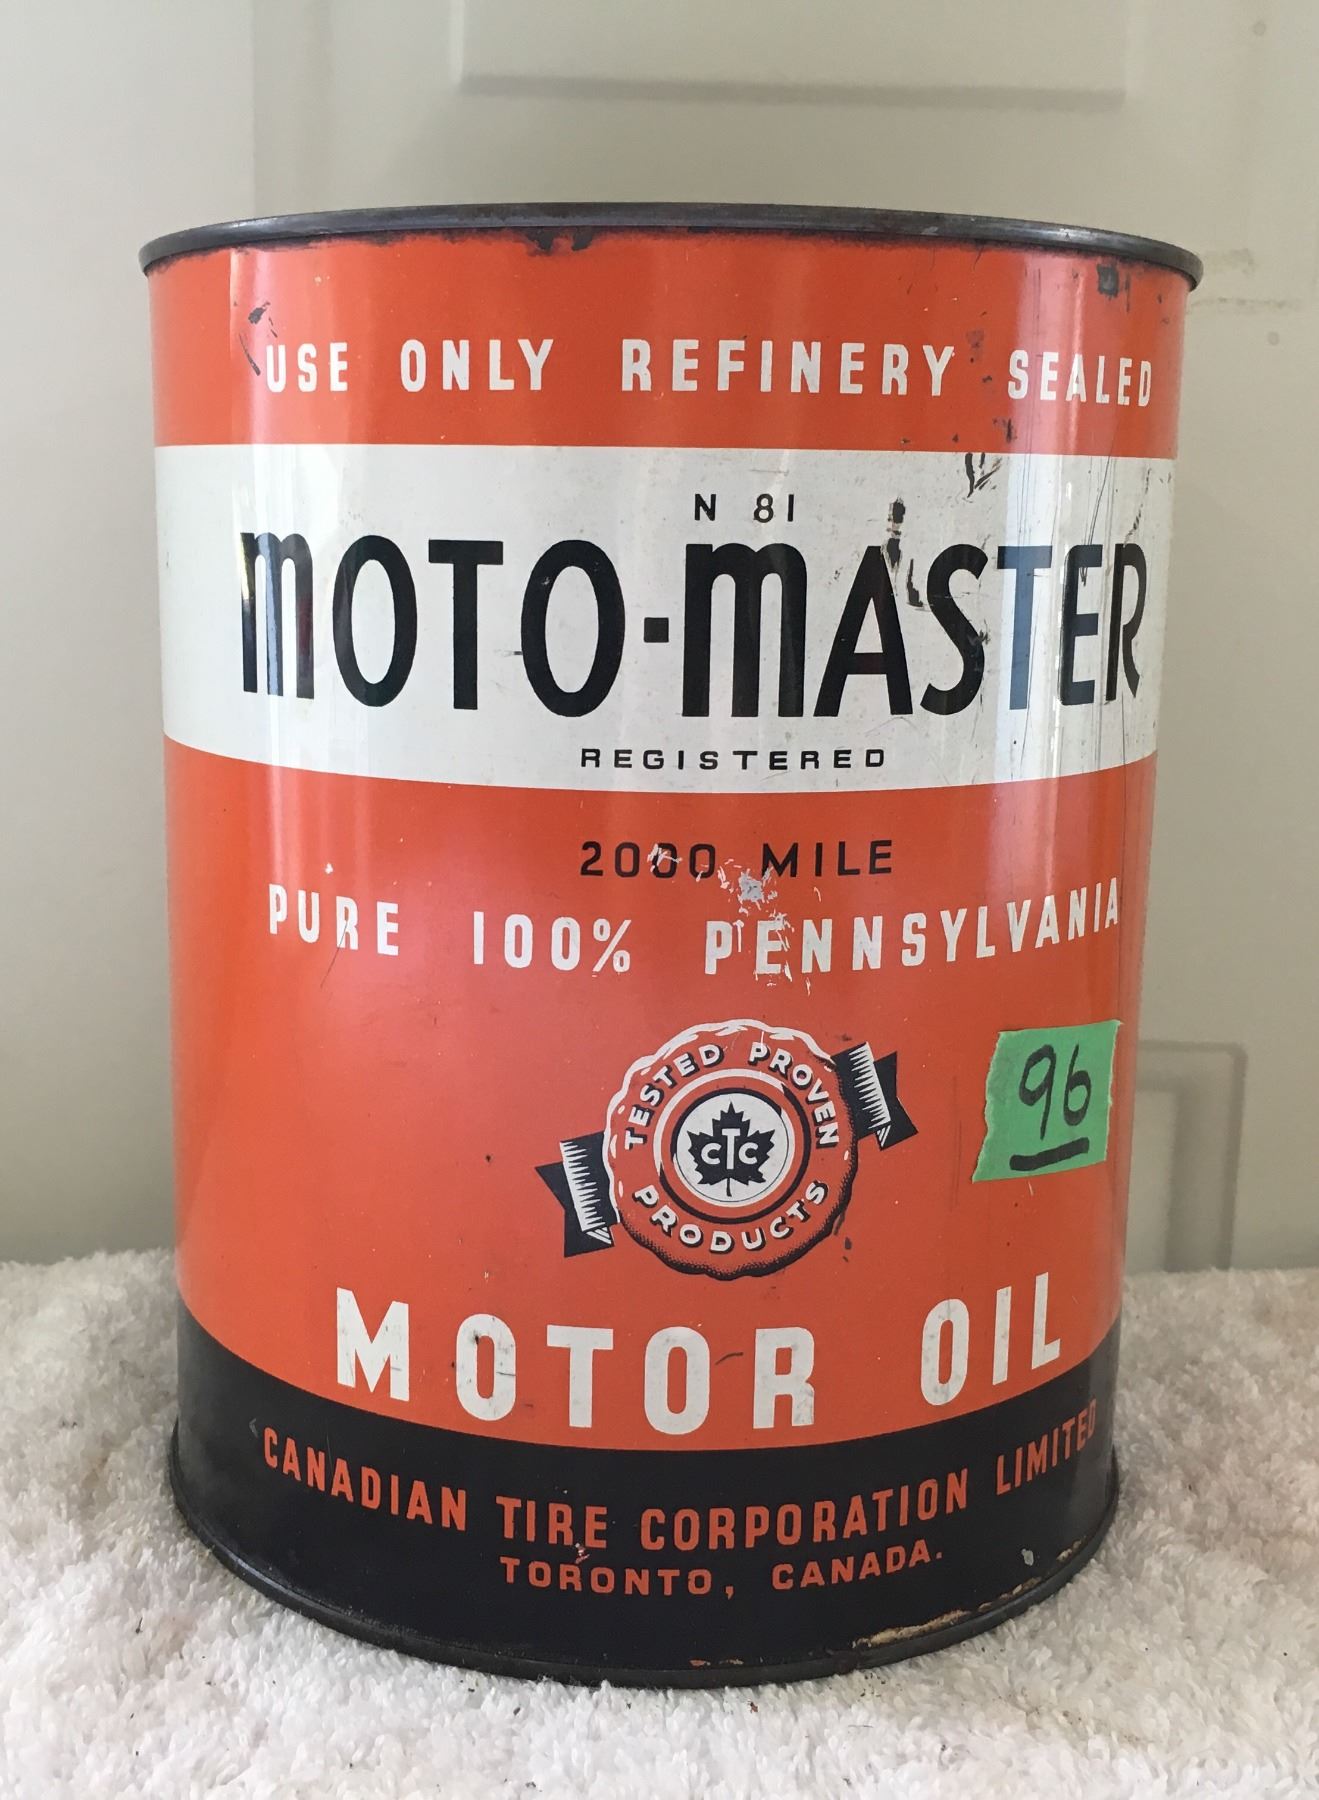 USE ONLY REFINERY SEALED
N 81
MOTO-MASTER
REGISTERED
2000 MILE
PURE 100% PENNSYLVANIA
TESTED PROVEN
CTC
PRODUCTS
96
MOTOR OIL
CANADIAN TIRE CORPORATION LIMITED
TORONTO, CANADA.